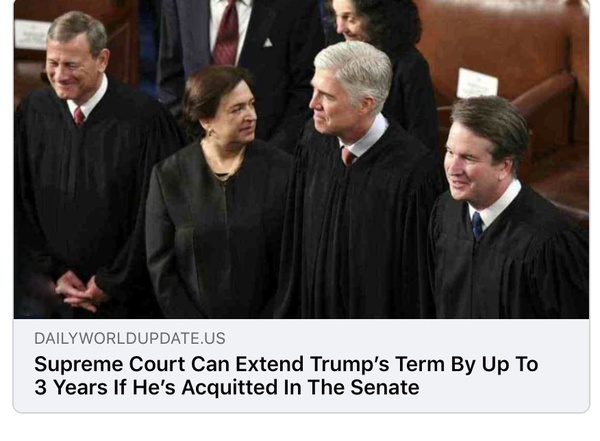 DAILYWORLDUPDATE.US
Supreme Court Can Extend Trump's Term By Up To
3 Years If He's Acquitted In The Senate